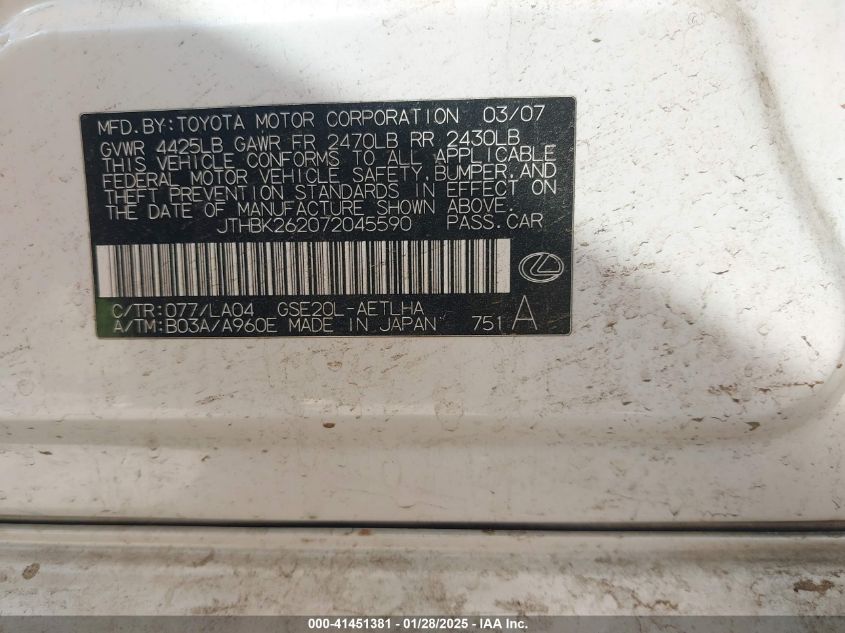 MFD.BY:TOYOTA MOTOR CORPORATION 03/07
GVWR 4425LB GAWR FR 2470LB RR 2430LB
THIS VEHICLE CONFORMS TO ALL APPLICABLE
FEDERAL MOTOR VEHICLE SAFETY,BUMPER,AND
THEFT PREVENTION STANDARDS IN EFFECT ON
THE DATE OF MANUFACTURE SHOWN ABOVE.
JTHBK262072045590 PASS.CAR
C/TR:077/LA04 GSE20L-AETLHA
A/TM:B03A/A960E MADE IN JAPAN 751 A
000-41451381 | 01/28/2025 - IAA Inc.